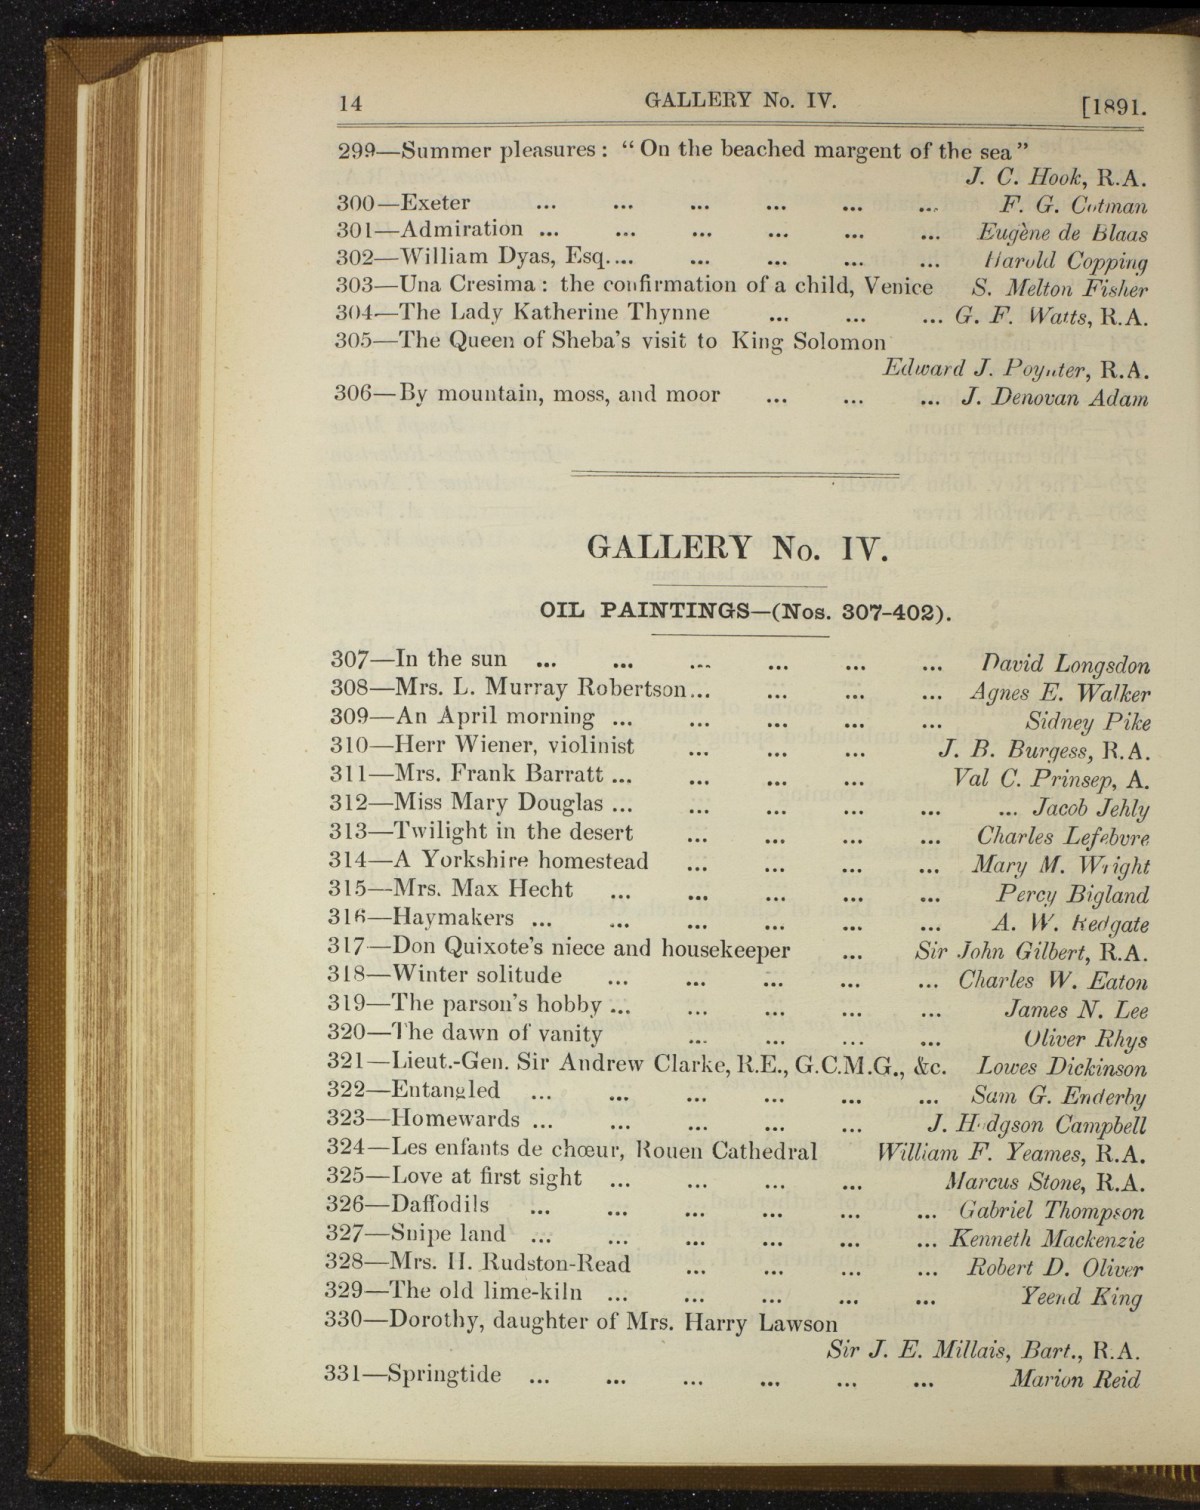 14 GALLERY No. IV. [1891.
299—Summer pleasures: "On the beached margent of the sea"
J. C. Hook, R.A.
300—Exeter ... ... ... ... ... ... F. G. Cotman
301—Admiration ... ... ... ... ... ... Eugène de Blaas
302—William Dyas, Esq.... ... ... ... ... Harold Copping
303—Una Cresima: the confirmation of a child, Venice S. Melton Fisher
304—The Lady Katherine Thynne ... ... ... G. F. Watts, R.A.
305—The Queen of Sheba's visit to King Solomon
Edward J. Poynter, R.A.
306—By mountain, moss, and moor ... ... ... J. Denovan Adam
GALLERY No. IV.
OIL PAINTINGS—(Nos. 307-402).
307—In the sun ... ... ... ... ... ... David Longsdon
308—Mrs. L. Murray Robertson... ... ... ... Agnes E. Walker
309—An April morning ... ... ... ... ... Sidney Pike
310—Herr Wiener, violinist ... ... ... J. B. Burgess, R.A.
311—Mrs. Frank Barratt ... ... ... ... Val C. Prinsep, A.
312—Miss Mary Douglas ... ... ... ... ... ... Jacob Jehly
313—Twilight in the desert ... ... ... ... Charles Lefebvre
314—A Yorkshire homestead ... ... ... ... Mary M. Wright
315—Mrs. Max Hecht ... ... ... ... ... Percy Bigland
316—Haymakers ... ... ... ... ... ... A. W. Redgate
317—Don Quixote's niece and housekeeper ... Sir John Gilbert, R.A.
318—Winter solitude ... ... ... ... ... Charles W. Eaton
319—The parson's hobby ... ... ... ... ... James N. Lee
320—The dawn of vanity ... ... ... ... Oliver Rhys
321—Lieut.-Gen. Sir Andrew Clarke, R.E., G.C.M.G., &c. Lowes Dickinson
322—Entangled ... ... ... ... ... ... Sam G. Enderby
323—Homewards ... ... ... ... ... J. Hodgson Campbell
324—Les enfants de chœur, Rouen Cathedral William F. Yeames, R.A.
325—Love at first sight ... ... ... ... Marcus Stone, R.A.
326—Daffodils ... ... ... ... ... ... Gabriel Thompson
327—Snipe land ... ... ... ... ... ... Kenneth Mackenzie
328—Mrs. H. Rudston-Read ... ... ... ... Robert D. Oliver
329—The old lime-kiln ... ... ... ... ... Yeend King
330—Dorothy, daughter of Mrs. Harry Lawson
Sir J. E. Millais, Bart., R.A.
331—Springtide ... ... ... ... ... ... Marion Reid